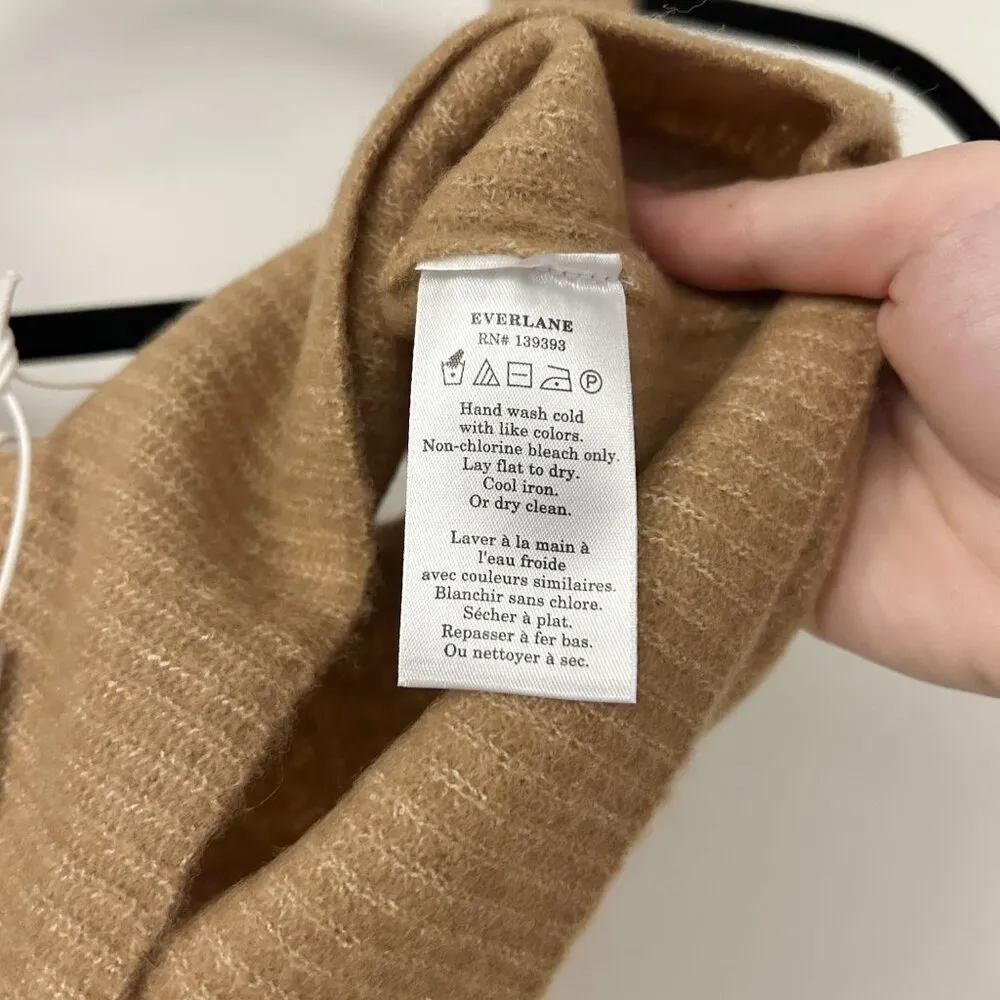 EVERLANE
RN# 139393
P
Hand wash cold
with like colors.
Non-chlorine bleach only.
Lay flat to dry.
Cool iron.
Or dry clean.
Laver à la main à
l'eau froide
avec couleurs similaires.
Blanchir sans chlore.
Sécher à plat.
Repasser à fer bas.
Ou nettoyer à sec.